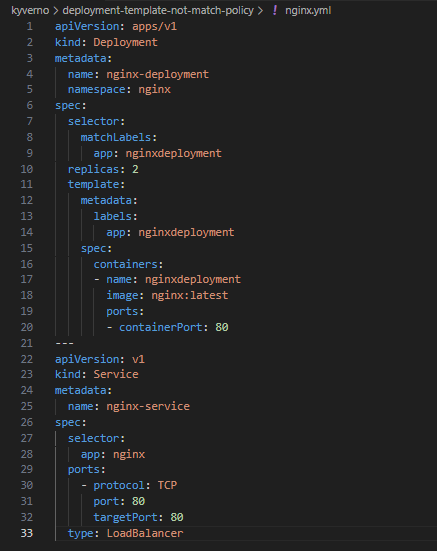 kyverno > deployment-template-not-match-policy > ! nginx.yml
1 apiVersion: apps/v1
2 kind: Deployment
3 metadata:
4   name: nginx-deployment
5   namespace: nginx
6 spec:
7   selector:
8     matchLabels:
9       app: nginxdeployment
10   replicas: 2
11   template:
12     metadata:
13       labels:
14         app: nginxdeployment
15     spec:
16       containers:
17       - name: nginxdeployment
18         image: nginx:latest
19         ports:
20         - containerPort: 80
21 ---
22 apiVersion: v1
23 kind: Service
24 metadata:
25   name: nginx-service
26 spec:
27   selector:
28     app: nginx
29   ports:
30     - protocol: TCP
31       port: 80
32       targetPort: 80
33   type: LoadBalancer